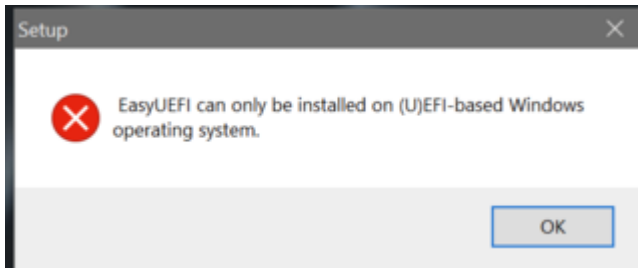 Setup
EasyUEFI can only be installed on (U)EFI-based Windows
operating system.
OK